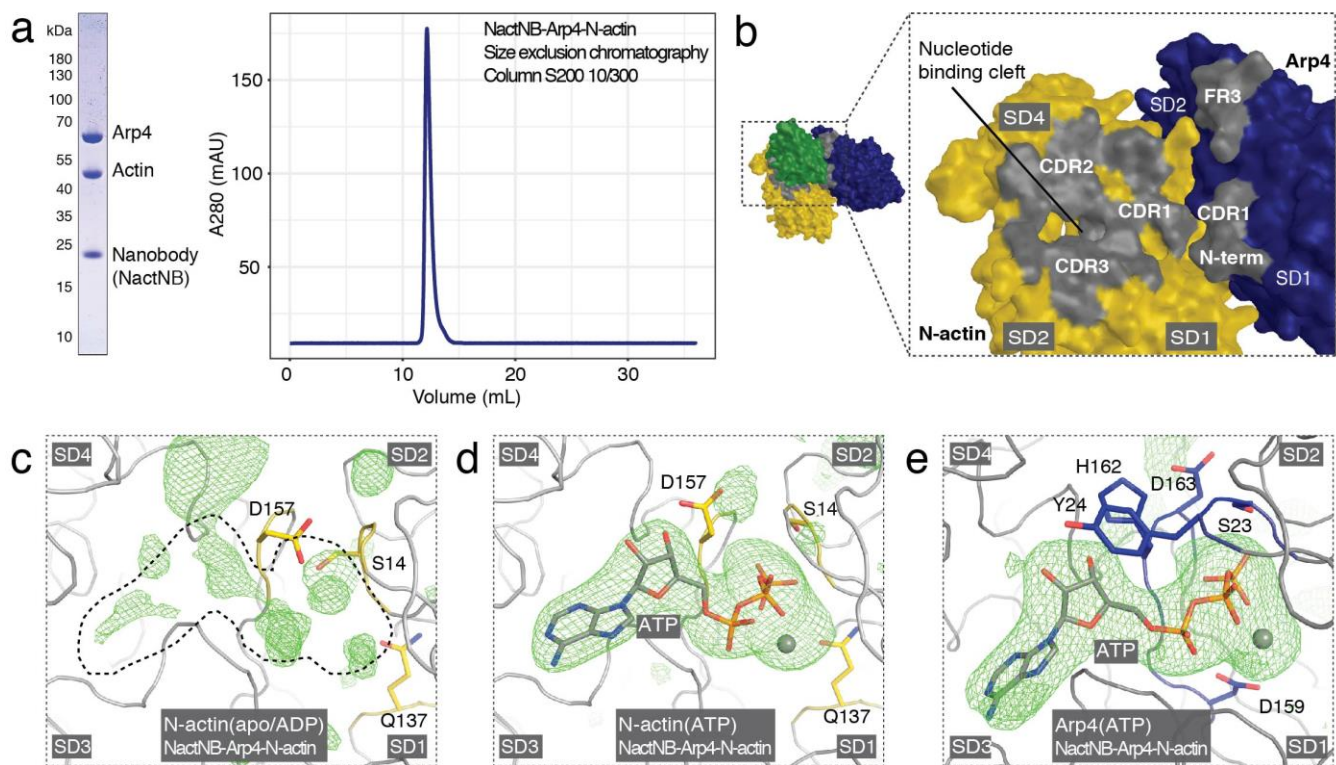 a
kDa
180
130
100
70
55
40
35
25
15
10
Arp4
Actin
Nanobody
(NactNB)
NactNB-Arp4-N-actin
Size exclusion chromatography
Column S200 10/300
A280 (mAU)
150
100
50
0
10
20
30
Volume (mL)
b
Nucleotide
binding cleft
Arp4
SD2
FR3
SD4
CDR2
CDR1
CDR1
CDR3
N-term
SD1
N-actin
SD2
SD1
c
SD4
SD2
D157
S14
Q137
N-actin(apo/ADP)
NactNB-Arp4-N-actin
SD3
SD1
d
SD4
SD2
D157
S14
ATP
Q137
N-actin(ATP)
NactNB-Arp4-N-actin
SD3
SD1
e
SD4
SD2
H162
D163
Y24
S23
ATP
D159
Arp4(ATP)
NactNB-Arp4-N-actin
SD3
SD1